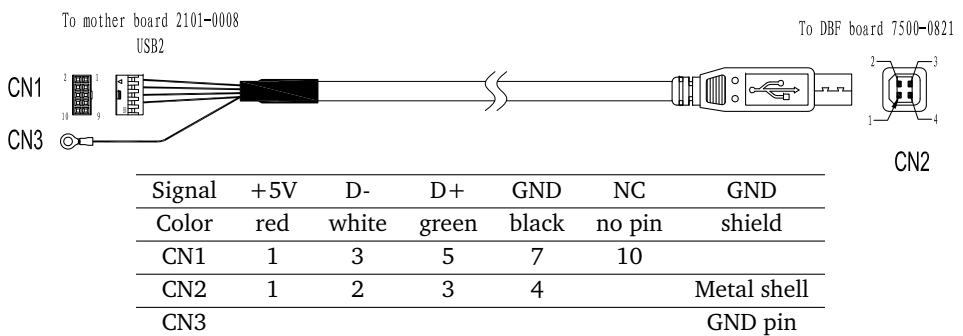 To mother board 2101-0008
USB2
To DBF board 7500-0821
CN1
2 1
10 9
CN3
2 3
1 4
CN2
Signal +5V D- D+ GND NC GND
Color red white green black no pin shield
CN1 1 3 5 7 10
CN2 1 2 3 4 Metal shell
CN3 GND pin